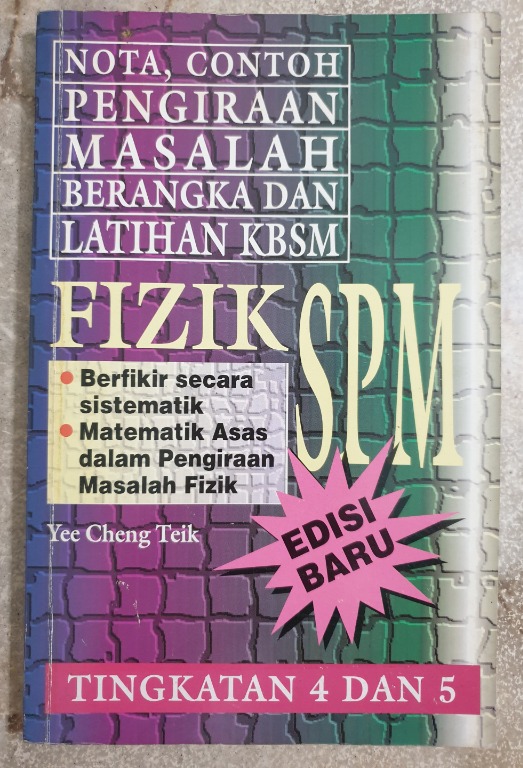 NOTA, CONTOH
PENGIRAAN
MASALAH
BERANGKA DAN
LATIHAN KBSM
FIZIK SPM
• Berfikir secara
sistematik
• Matematik Asas
dalam Pengiraan
Masalah Fizik
Yee Cheng Teik
EDISI
BARU
TINGKATAN 4 DAN 5